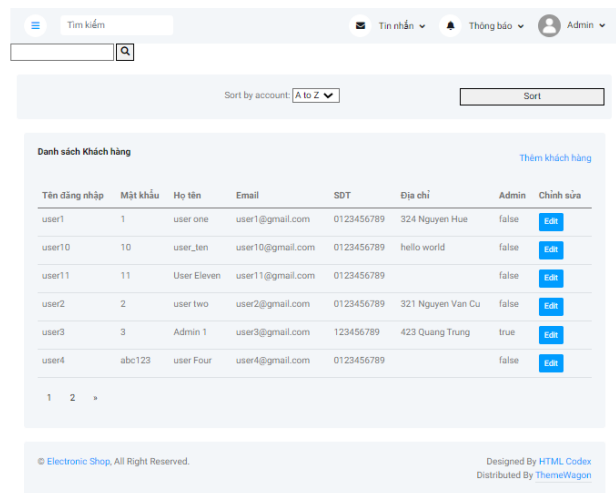 Tìm kiếm Tin nhắn Thông báo Admin
Sort by account: A to Z Sort
Danh sách Khách hàng
Thêm khách hàng
Tên đăng nhập Mật khẩu Họ tên Email SDT Địa chỉ Admin Chỉnh sửa
user1 1 user one user1@gmail.com 0123456789 324 Nguyen Hue false Edit
user10 10 user_ten user10@gmail.com 0123456789 hello world false Edit
user11 11 User Eleven user11@gmail.com 0123456789 false Edit
user2 2 user two user2@gmail.com 0123456789 321 Nguyen Van Cu false Edit
user3 3 Admin 1 user3@gmail.com 123456789 423 Quang Trung true Edit
user4 abc123 user Four user4@gmail.com 0123456789 false Edit
1 2 »
© Electronic Shop, All Right Reserved. Designed By HTML Codex
Distributed By ThemeWagon